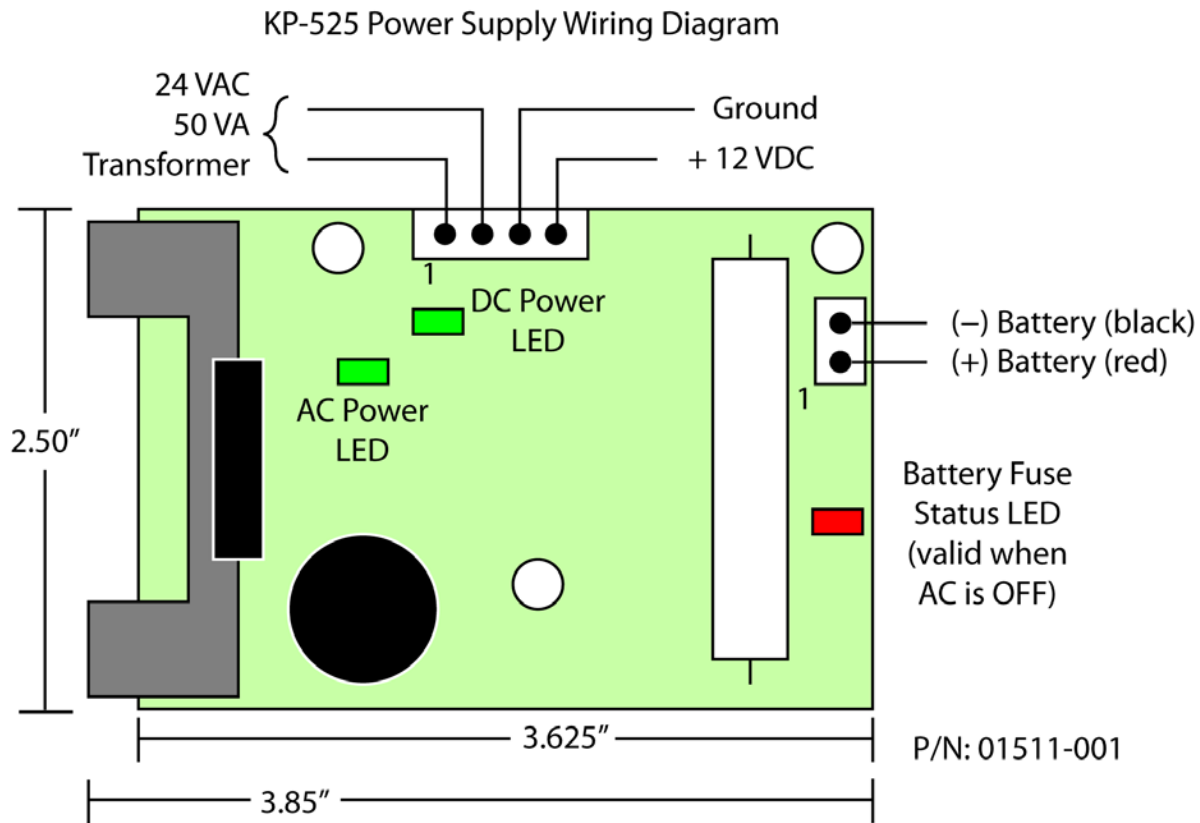 KP-525 Power Supply Wiring Diagram
24 VAC
50 VA
Transformer
Ground
+ 12 VDC
1
DC Power
LED
AC Power
LED
(–) Battery (black)
(+) Battery (red)
1
2.50″
Battery Fuse
Status LED
(valid when
AC is OFF)
3.625″
P/N: 01511-001
3.85″